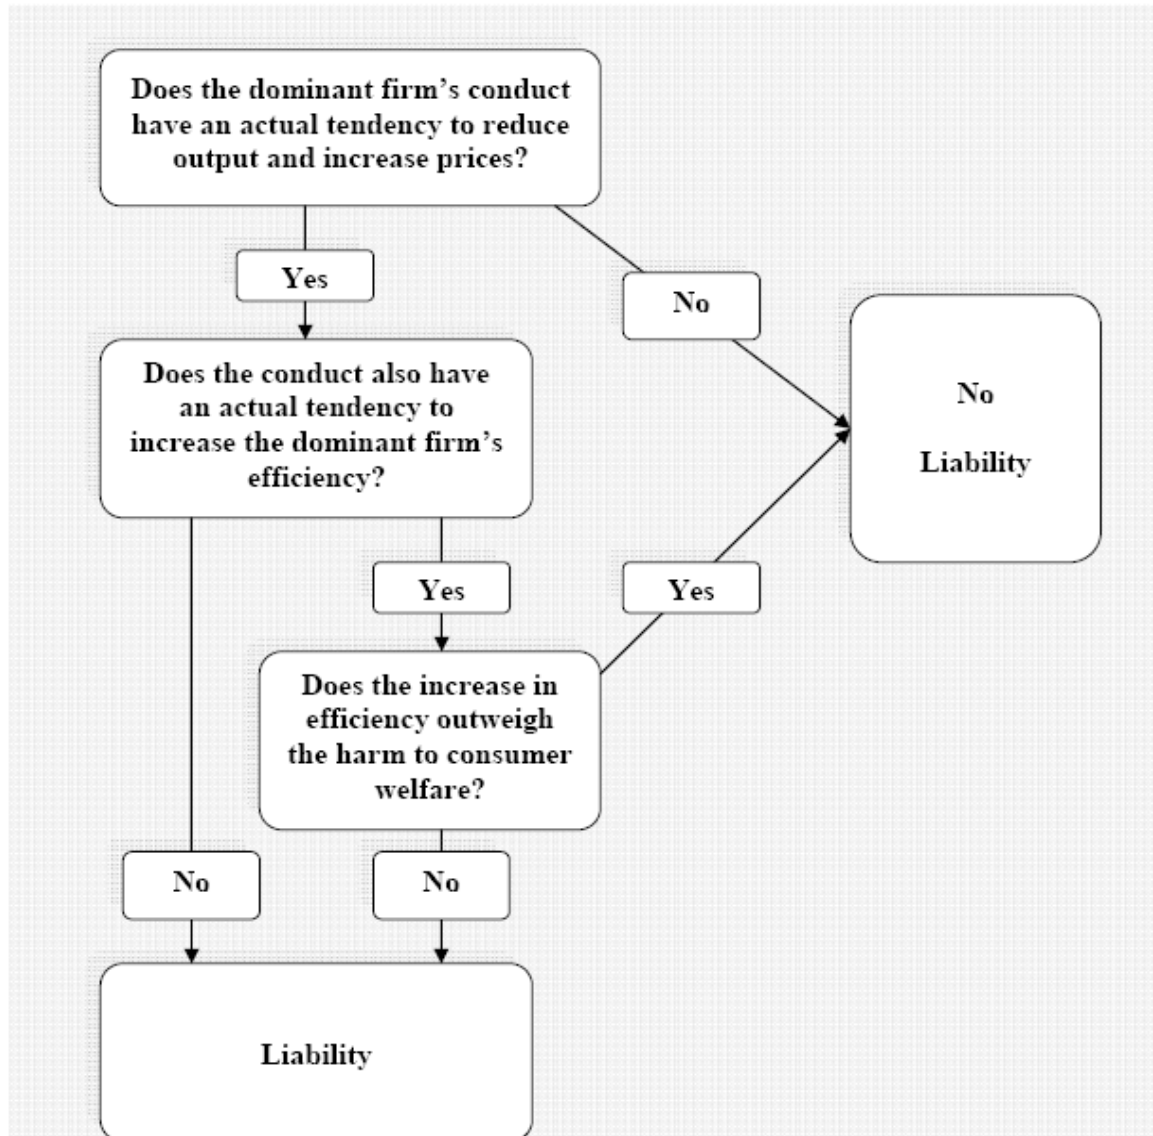 Does the dominant firm’s conduct
have an actual tendency to reduce
output and increase prices?
Yes
No
Does the conduct also have
an actual tendency to
increase the dominant firm’s
efficiency?
No
Liability
Yes
Yes
Does the increase in
efficiency outweigh
the harm to consumer
welfare?
No
No
Liability